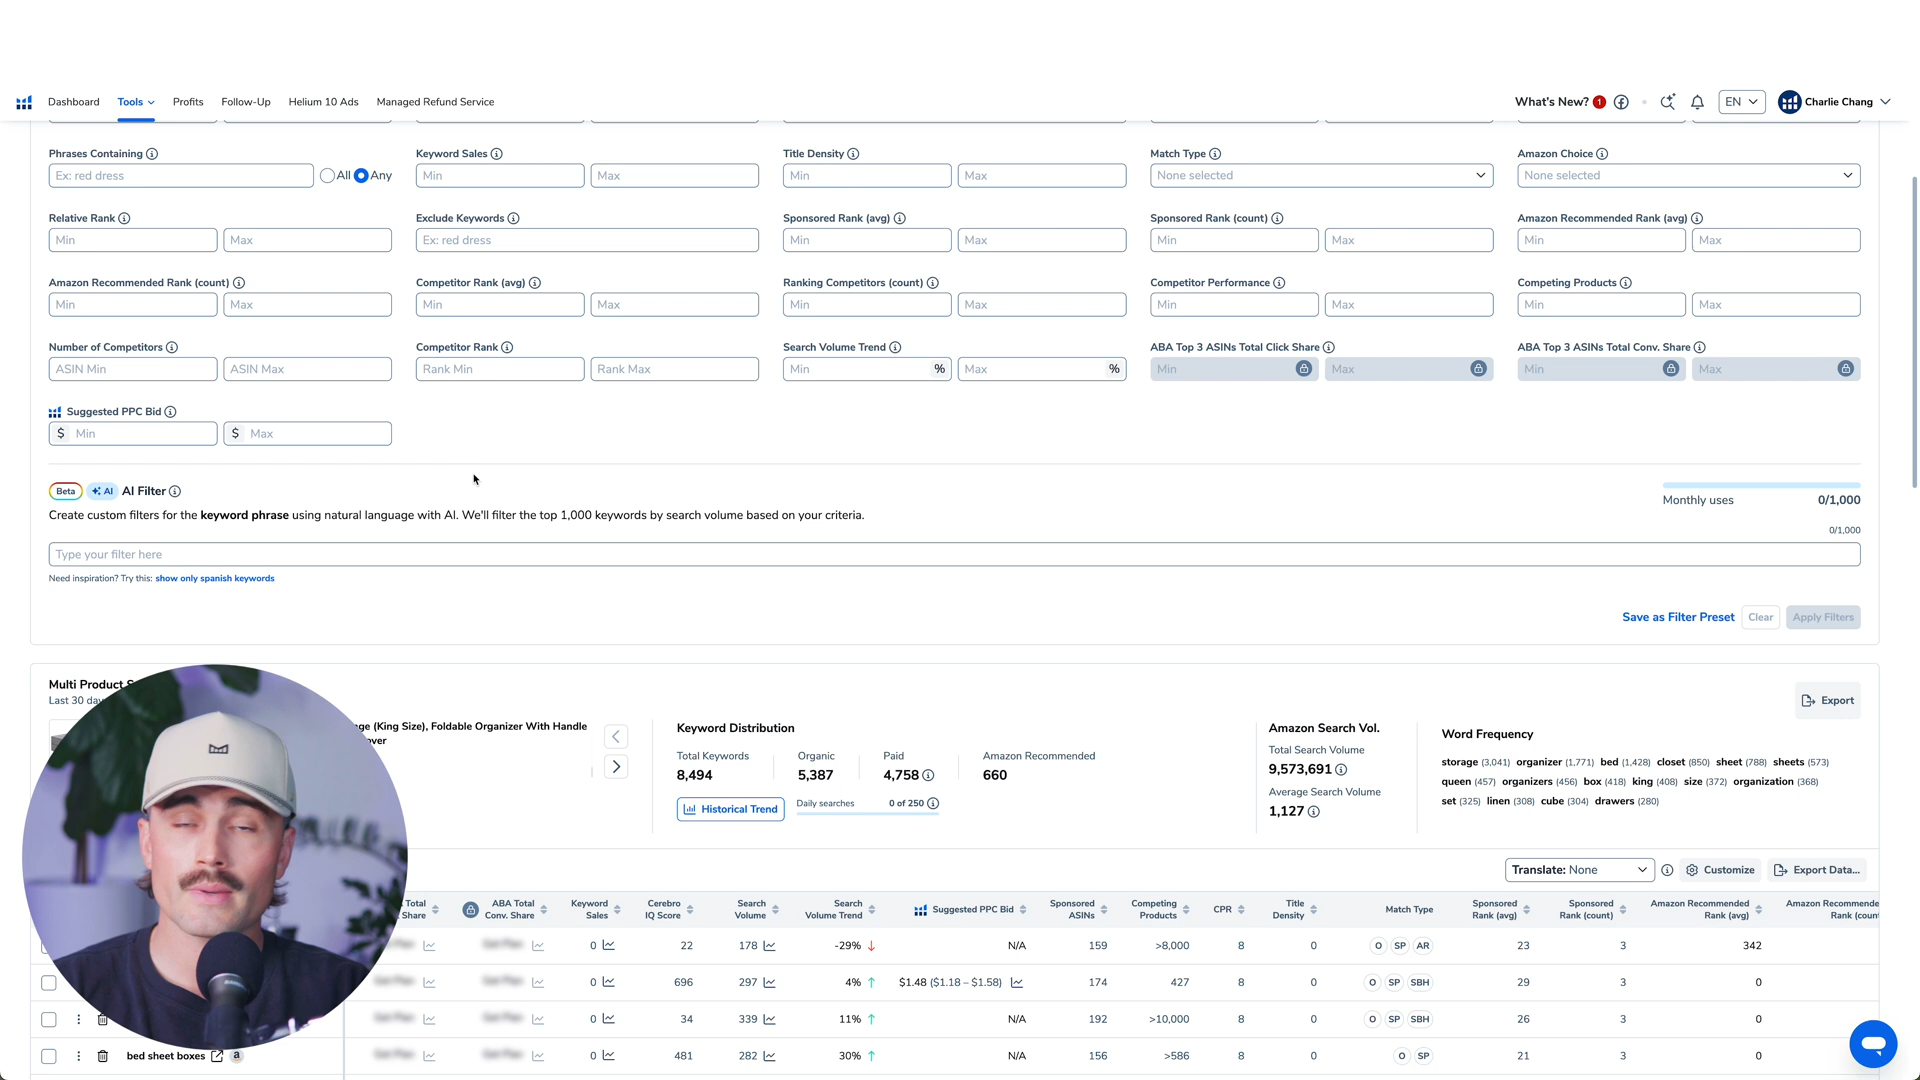 Dashboard Tools Profits Follow-Up Helium 10 Ads Managed Refund Service What's New? 1 EN Charlie Chang
Phrases Containing Keyword Sales Title Density Match Type Amazon Choice
Ex: red dress All Any Min Max Min Max None selected None selected
Relative Rank Exclude Keywords Sponsored Rank (avg) Sponsored Rank (count) Amazon Recommended Rank (avg)
Min Max Ex: red dress Min Max Min Max Min Max
Amazon Recommended Rank (count) Competitor Rank (avg) Ranking Competitors (count) Competitor Performance Competing Products
Min Max Min Max Min Max Min Max Min Max
Number of Competitors Competitor Rank Search Volume Trend ABA Top 3 ASINs Total Click Share ABA Top 3 ASINs Total Conv. Share
ASIN Min ASIN Max Rank Min Rank Max Min % Max % Min Max Min Max
Suggested PPC Bid
$ Min $ Max
Beta AI AI Filter
Monthly uses 0/1,000
Create custom filters for the keyword phrase using natural language with AI. We'll filter the top 1,000 keywords by search volume based on your criteria.
0/1,000
Type your filter here
Need inspiration? Try this: show only spanish keywords
Save as Filter Preset Clear Apply Filters
Multi Product
Last 30
Export
(King Size), Foldable Organizer With Handle
Keyword Distribution Amazon Search Vol. Word Frequency
Total Keywords Organic Paid Amazon Recommended Total Search Volume
8,494 5,387 4,758 660 9,573,691
storage (3,041) organizer (1,771) bed (1,428) closet (850) sheet (788) sheets (573)
queen (457) organizers (456) box (418) king (408) size (372) organization (368)
set (325) linen (308) cube (304) drawers (280)
Historical Trend Daily searches 0 of 250 Average Search Volume
1,127
Translate: None Customize Export Data...
Total Share ABA Total Conv. Share Keyword Sales Cerebro IQ Score Search Volume Search Volume Trend Suggested PPC Bid Sponsored ASINs Competing Products CPR Title Density Match Type Sponsored Rank (avg) Sponsored Rank (count) Amazon Recommended Rank (avg) Amazon Rank
0 22 178 -29% N/A 159 >8,000 8 0 O SP AR 23 3 342
0 696 297 4% $1.48 ($1.18 – $1.58) 174 427 8 0 O SP SBH 29 3 0
0 34 339 11% N/A 192 >10,000 8 0 O SP SBH 26 3 0
bed sheet boxes a 0 481 282 30% N/A 156 >586 8 0 O SP 21 3 0